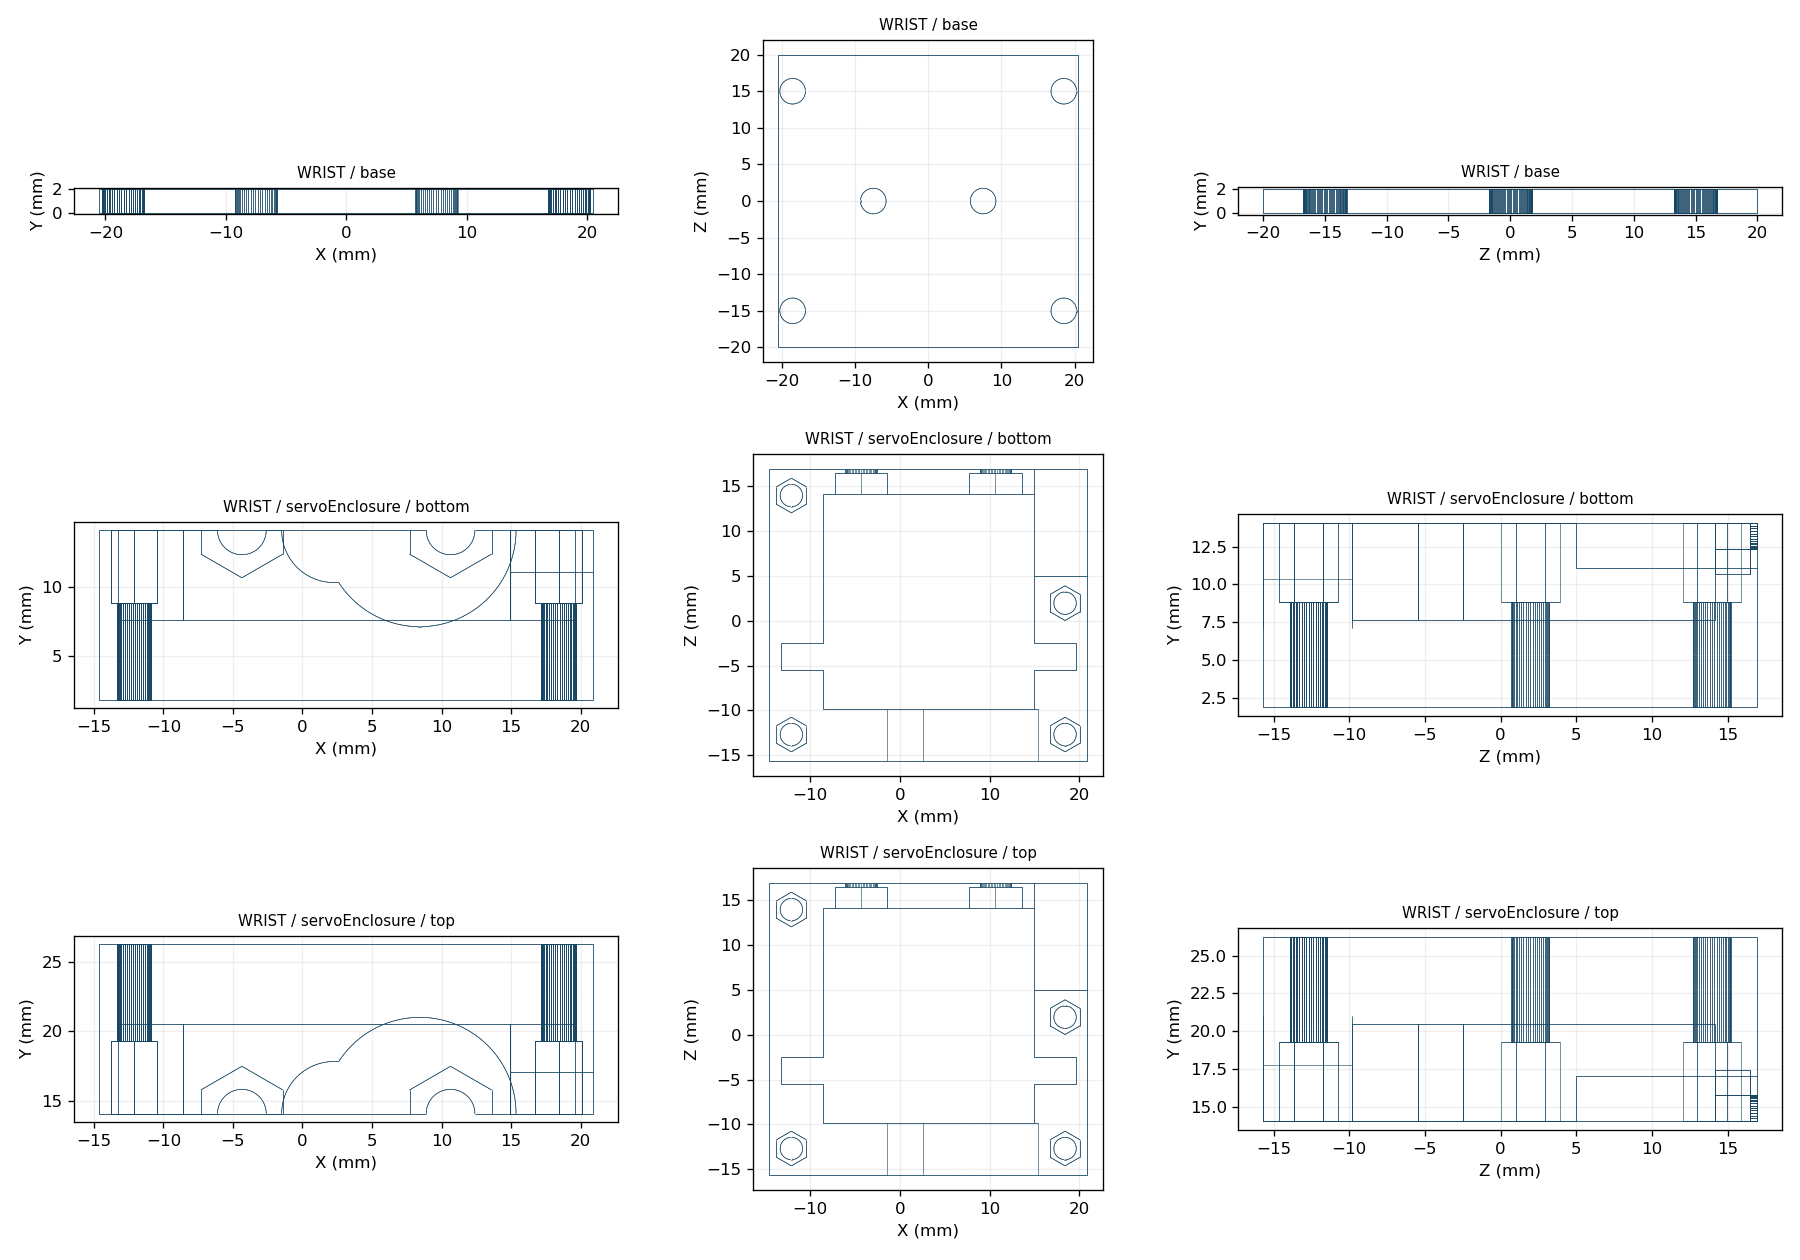 WRIST / base
Y (mm)
2
0
−20 −10 0 10 20
X (mm)
WRIST / base
Z (mm)
20
15
10
5
0
−5
−10
−15
−20
−20 −10 0 10 20
X (mm)
WRIST / base
Y (mm)
2
0
−20 −15 −10 −5 0 5 10 15 20
Z (mm)
WRIST / servoEnclosure / bottom
Y (mm)
10
5
−15 −10 −5 0 5 10 15 20
X (mm)
WRIST / servoEnclosure / bottom
Z (mm)
15
10
5
0
−5
−10
−15
−10 0 10 20
X (mm)
WRIST / servoEnclosure / bottom
Y (mm)
12.5
10.0
7.5
5.0
2.5
−15 −10 −5 0 5 10 15
Z (mm)
WRIST / servoEnclosure / top
Y (mm)
25
20
15
−15 −10 −5 0 5 10 15 20
X (mm)
WRIST / servoEnclosure / top
Z (mm)
15
10
5
0
−5
−10
−15
−10 0 10 20
X (mm)
WRIST / servoEnclosure / top
Y (mm)
25.0
22.5
20.0
17.5
15.0
−15 −10 −5 0 5 10 15
Z (mm)